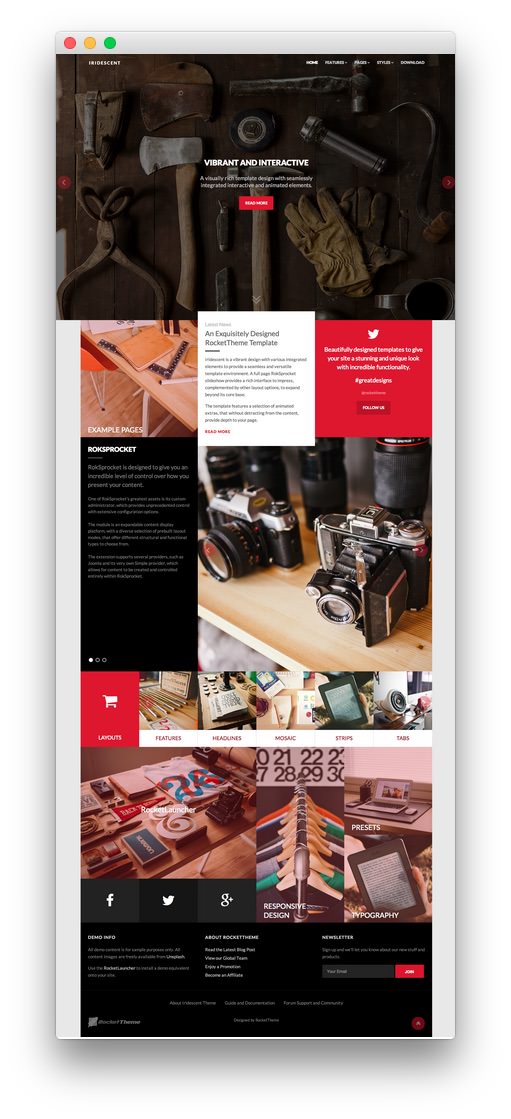 IRIDESCENT
HOME FEATURES PAGES STYLES DOWNLOAD
VIBRANT AND INTERACTIVE
A visually rich template design with seamlessly
integrated interactive and animated elements.
READ MORE
EXAMPLE PAGES
Latest News
An Exquisitely Designed
RocketTheme Template
Iridescent is a vibrant design with various integrated
elements to provide a seamless and versatile
template environment. A full page RokSprocket
slideshow provides a rich interface to impress,
complemented by other layout options, to expand
beyond its core base.
The template features a selection of animated
extras, that without detracting from the content,
provide depth to your page.
READ MORE
Beautifully designed templates to give
your site a stunning and unique look
with incredible functionality.
#greatdesigns
@rockettheme
FOLLOW US
ROKSPROCKET
RokSprocket is designed to give you an
incredible level of control over how you
present your content.
One of RokSprocket's greatest assets is its custom
administrator, which provides unprecedented control
with extensive configuration options.
The module is an expandable content display
platform, with a diverse selection of prebuilt layout
modes, that offer different structural and functional
types to choose from.
The extension supports several providers, such as
Joomla and its very own Simple provider, which
allows for content to be created and controlled
entirely within RokSprocket.
LAYOUTS
FEATURES
HEADLINES
MOSAIC
STRIPS
TABS
RocketLauncher
21 22 23
27 28 29 30
RESPONSIVE
DESIGN
PRESETS
TYPOGRAPHY
f
g+
DEMO INFO
All demo content is for sample purposes only. All
content images are freely available from Unsplash.
Use the RocketLauncher to install a demo equivalent
onto your site.
ABOUT ROCKETTHEME
Read the Latest Blog Post
View our Global Team
Enjoy a Promotion
Become an Affiliate
NEWSLETTER
Sign up and we'll let you know about our new stuff and
products.
Your Email
JOIN
About Iridescent Theme Guide and Documentation Forum Support and Community
RocketTheme
Designed by RocketTheme